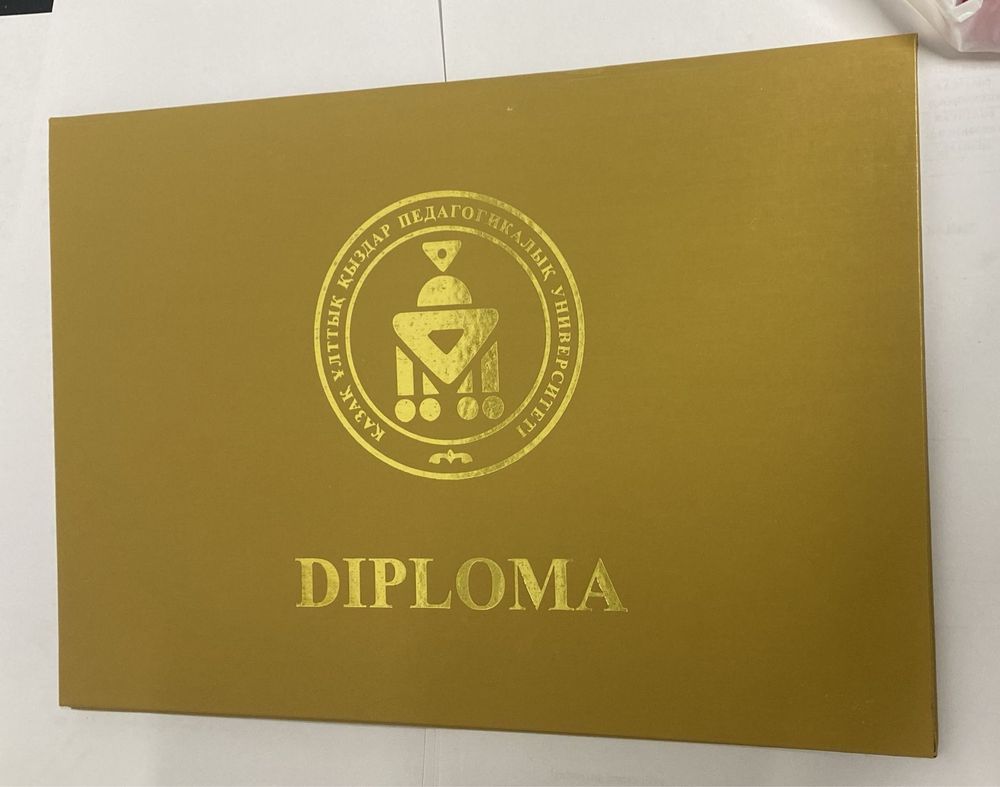 ҚАЗАҚ ҰЛТТЫҚ ҚЫЗДАР ПЕДАГОГИКАЛЫҚ УНИВЕРСИТЕТІ
DIPLOMA